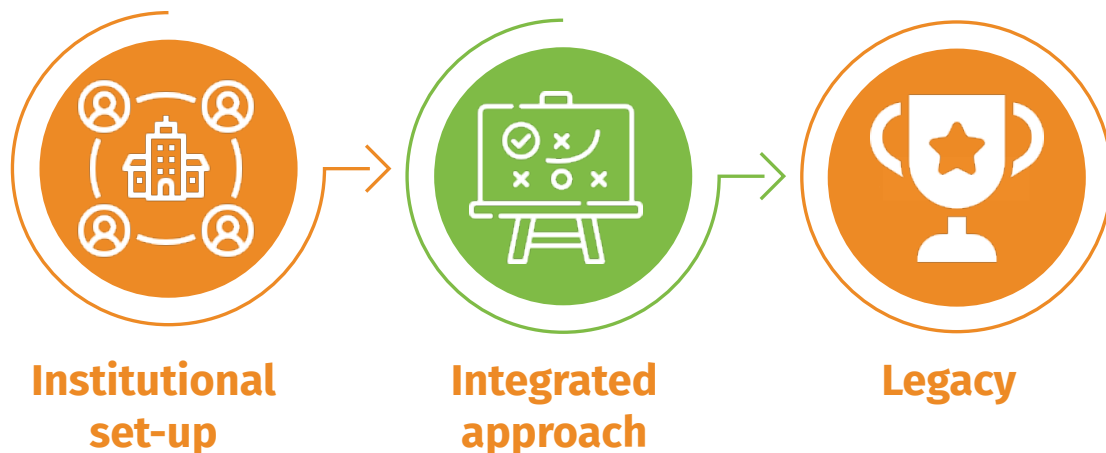 Institutional
set-up
Integrated
approach
Legacy